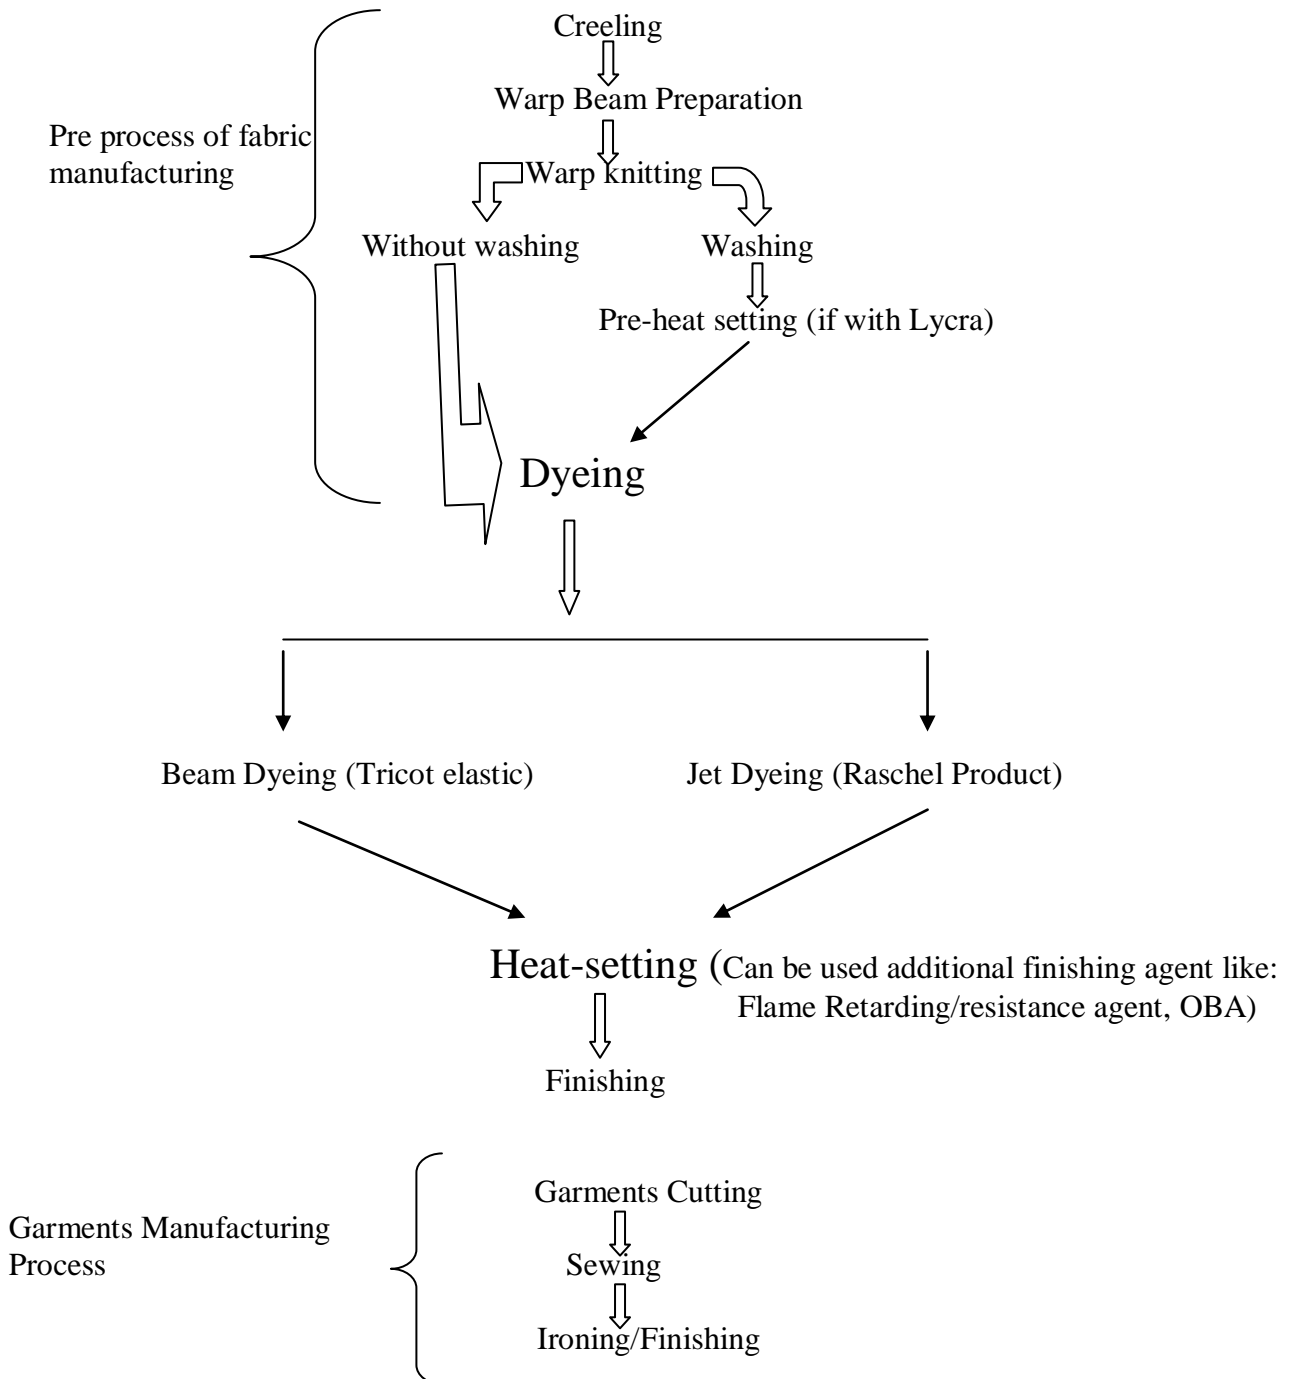 Creeling
Warp Beam Preparation
Pre process of fabric
manufacturing
Warp knitting
Without washing
Washing
Pre-heat setting (if with Lycra)
Dyeing
Beam Dyeing (Tricot elastic)
Jet Dyeing (Raschel Product)
Heat-setting (Can be used additional finishing agent like:
Flame Retarding/resistance agent, OBA)
Finishing
Garments Cutting
Garments Manufacturing
Process
Sewing
Ironing/Finishing